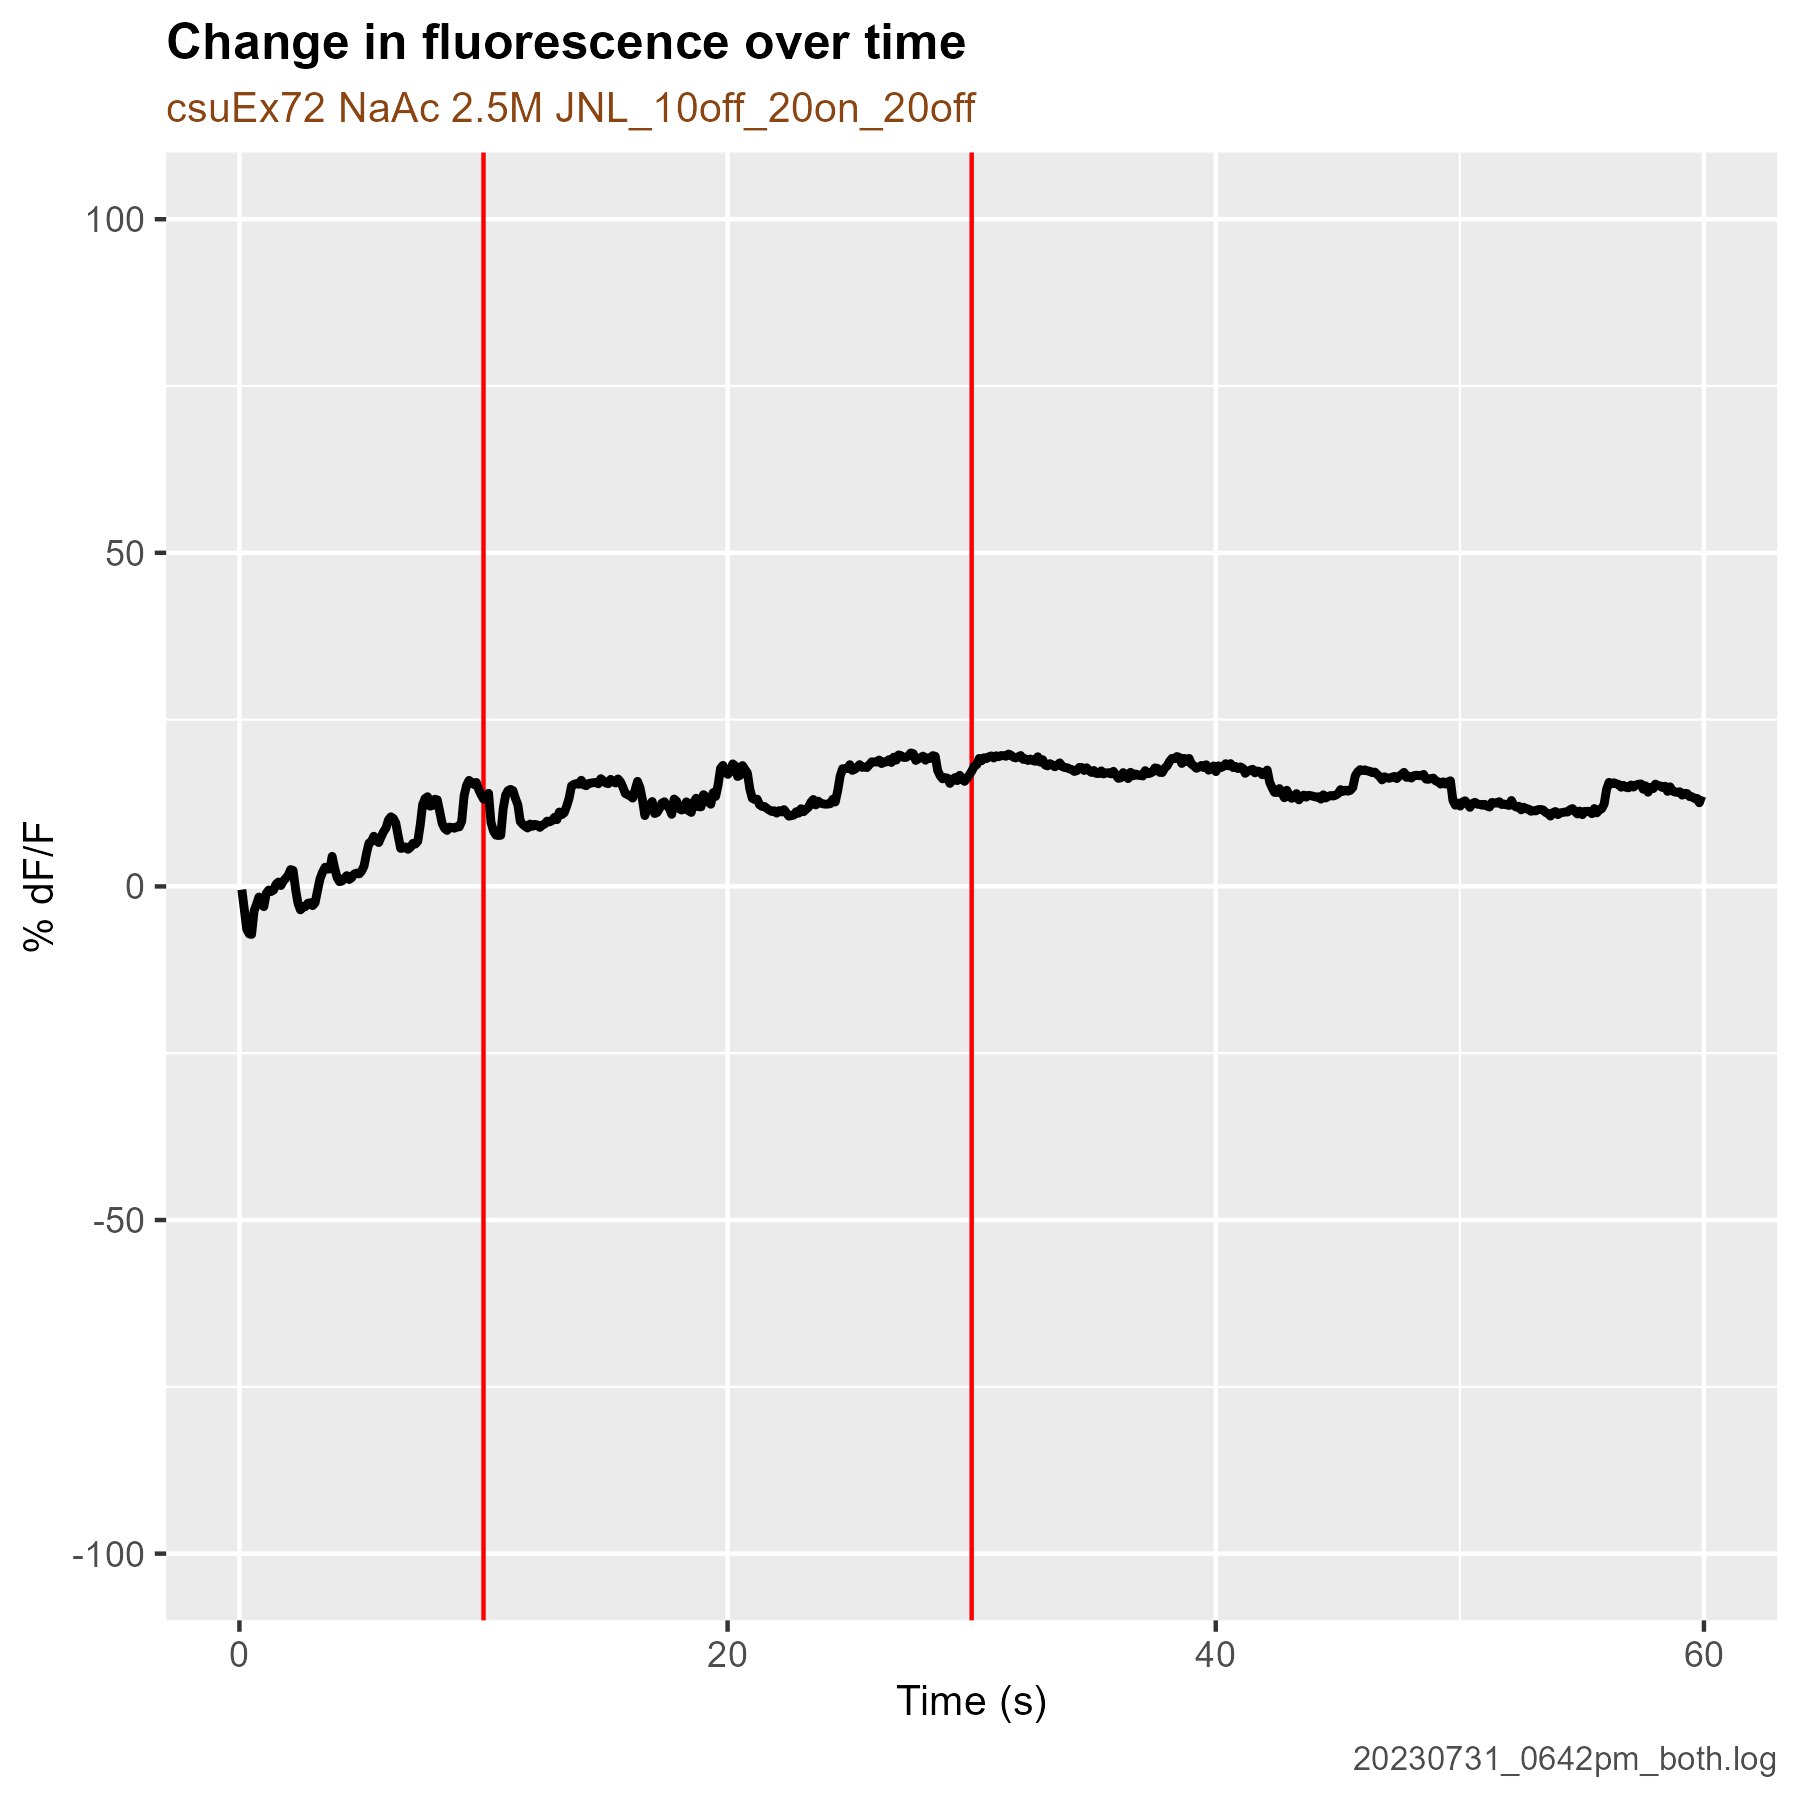 Change in fluorescence over time
csuEx72 NaAc 2.5M JNL_10off_20on_20off
100
50
0
-50
-100
% dF/F
0 20 40 60
Time (s)
20230731_0642pm_both.log